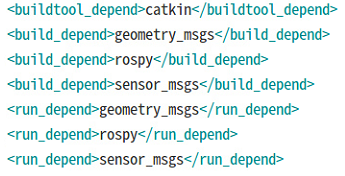 <buildtool_depend>catkin</buildtool_depend>
<build_depend>geometry_msgs</build_depend>
<build_depend>rospy</build_depend>
<build_depend>sensor_msgs</build_depend>
<run_depend>geometry_msgs</run_depend>
<run_depend>rospy</run_depend>
<run_depend>sensor_msgs</run_depend>